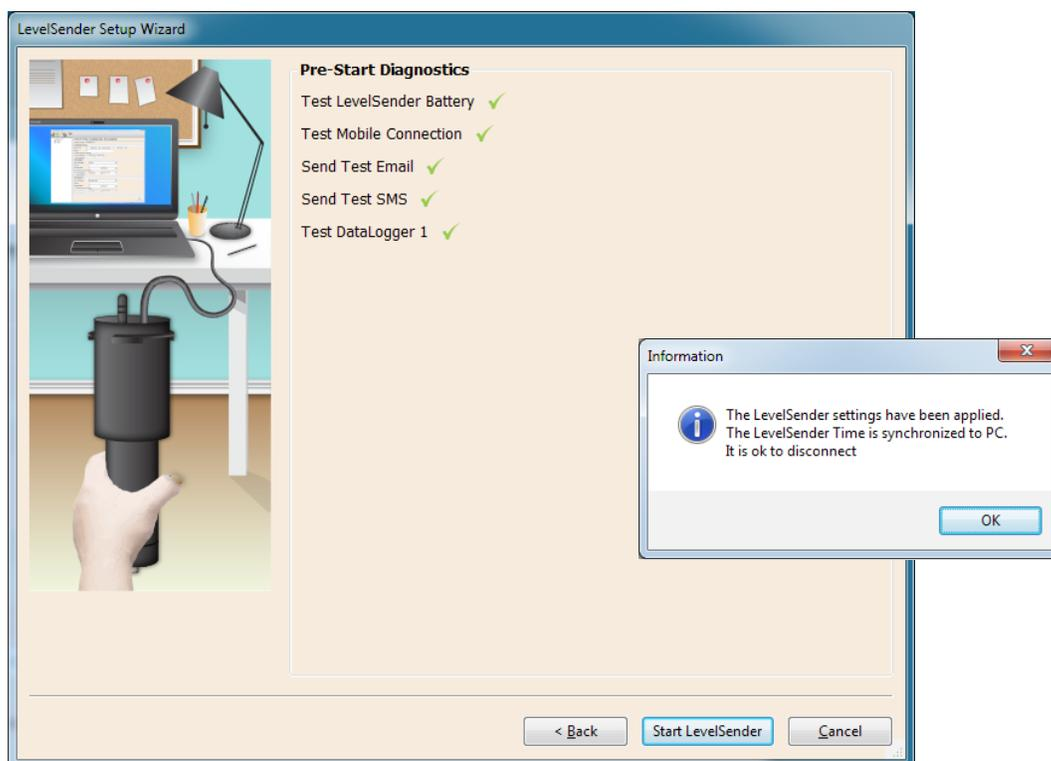 LevelSender Setup Wizard
Pre-Start Diagnostics
Test LevelSender Battery
Test Mobile Connection
Send Test Email
Send Test SMS
Test DataLogger 1
Information
The LevelSender settings have been applied.
The LevelSender Time is synchronized to PC.
It is ok to disconnect
OK
< Back
Start LevelSender
Cancel